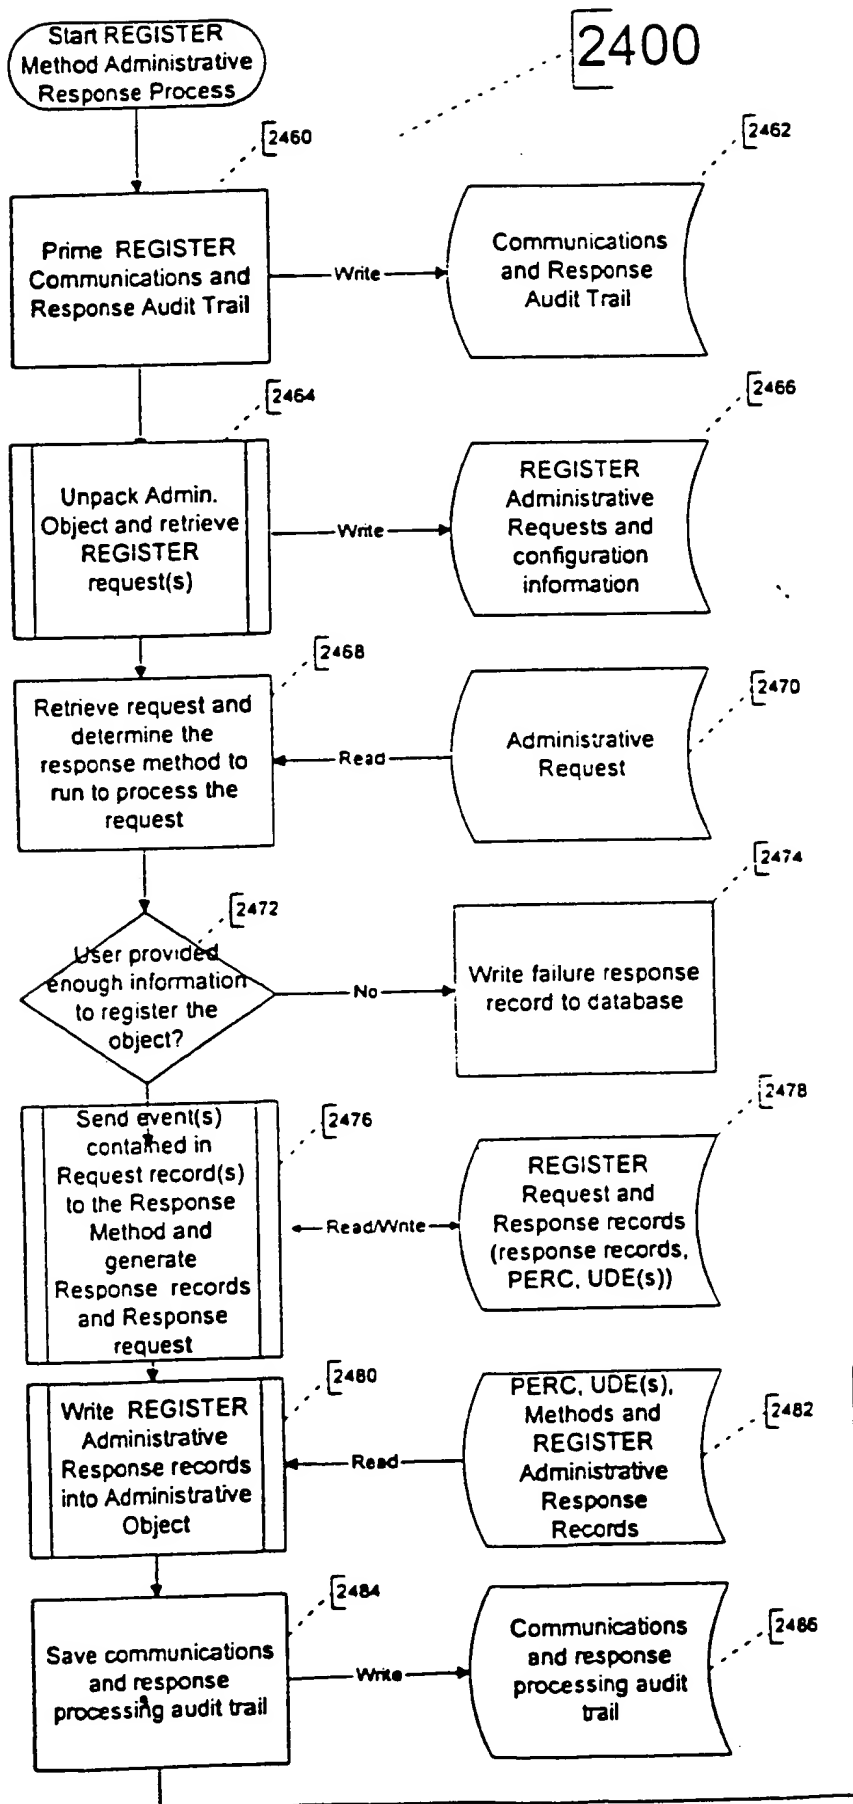 Start REGISTER
Method Administrative
Response Process
2400
2460
2462
Prime REGISTER
Communications and
Response Audit Trail
Write
Communications
and Response
Audit Trail
2464
2466
Unpack Admin.
Object and retrieve
REGISTER
request(s)
Write
REGISTER
Administrative
Requests and
configuration
information
2468
2470
Retrieve request and
determine the
response method to
run to process the
request
Read
Administrative
Request
2472
2474
User provided
enough information
to register the
object?
No
Write failure response
record to database
2476
2478
Send event(s)
contained in
Request record(s)
to the Response
Method and
generate
Response records
and Response
request
Read/Write
REGISTER
Request and
Response records
(response records,
PERC, UDE(s))
2480
2482
Write REGISTER
Administrative
Response records
into Administrative
Object
Read
PERC, UDE(s),
Methods and
REGISTER
Administrative
Response
Records
2484
2486
Save communications
and response
processing audit trail
Write
Communications
and response
processing audit
trail